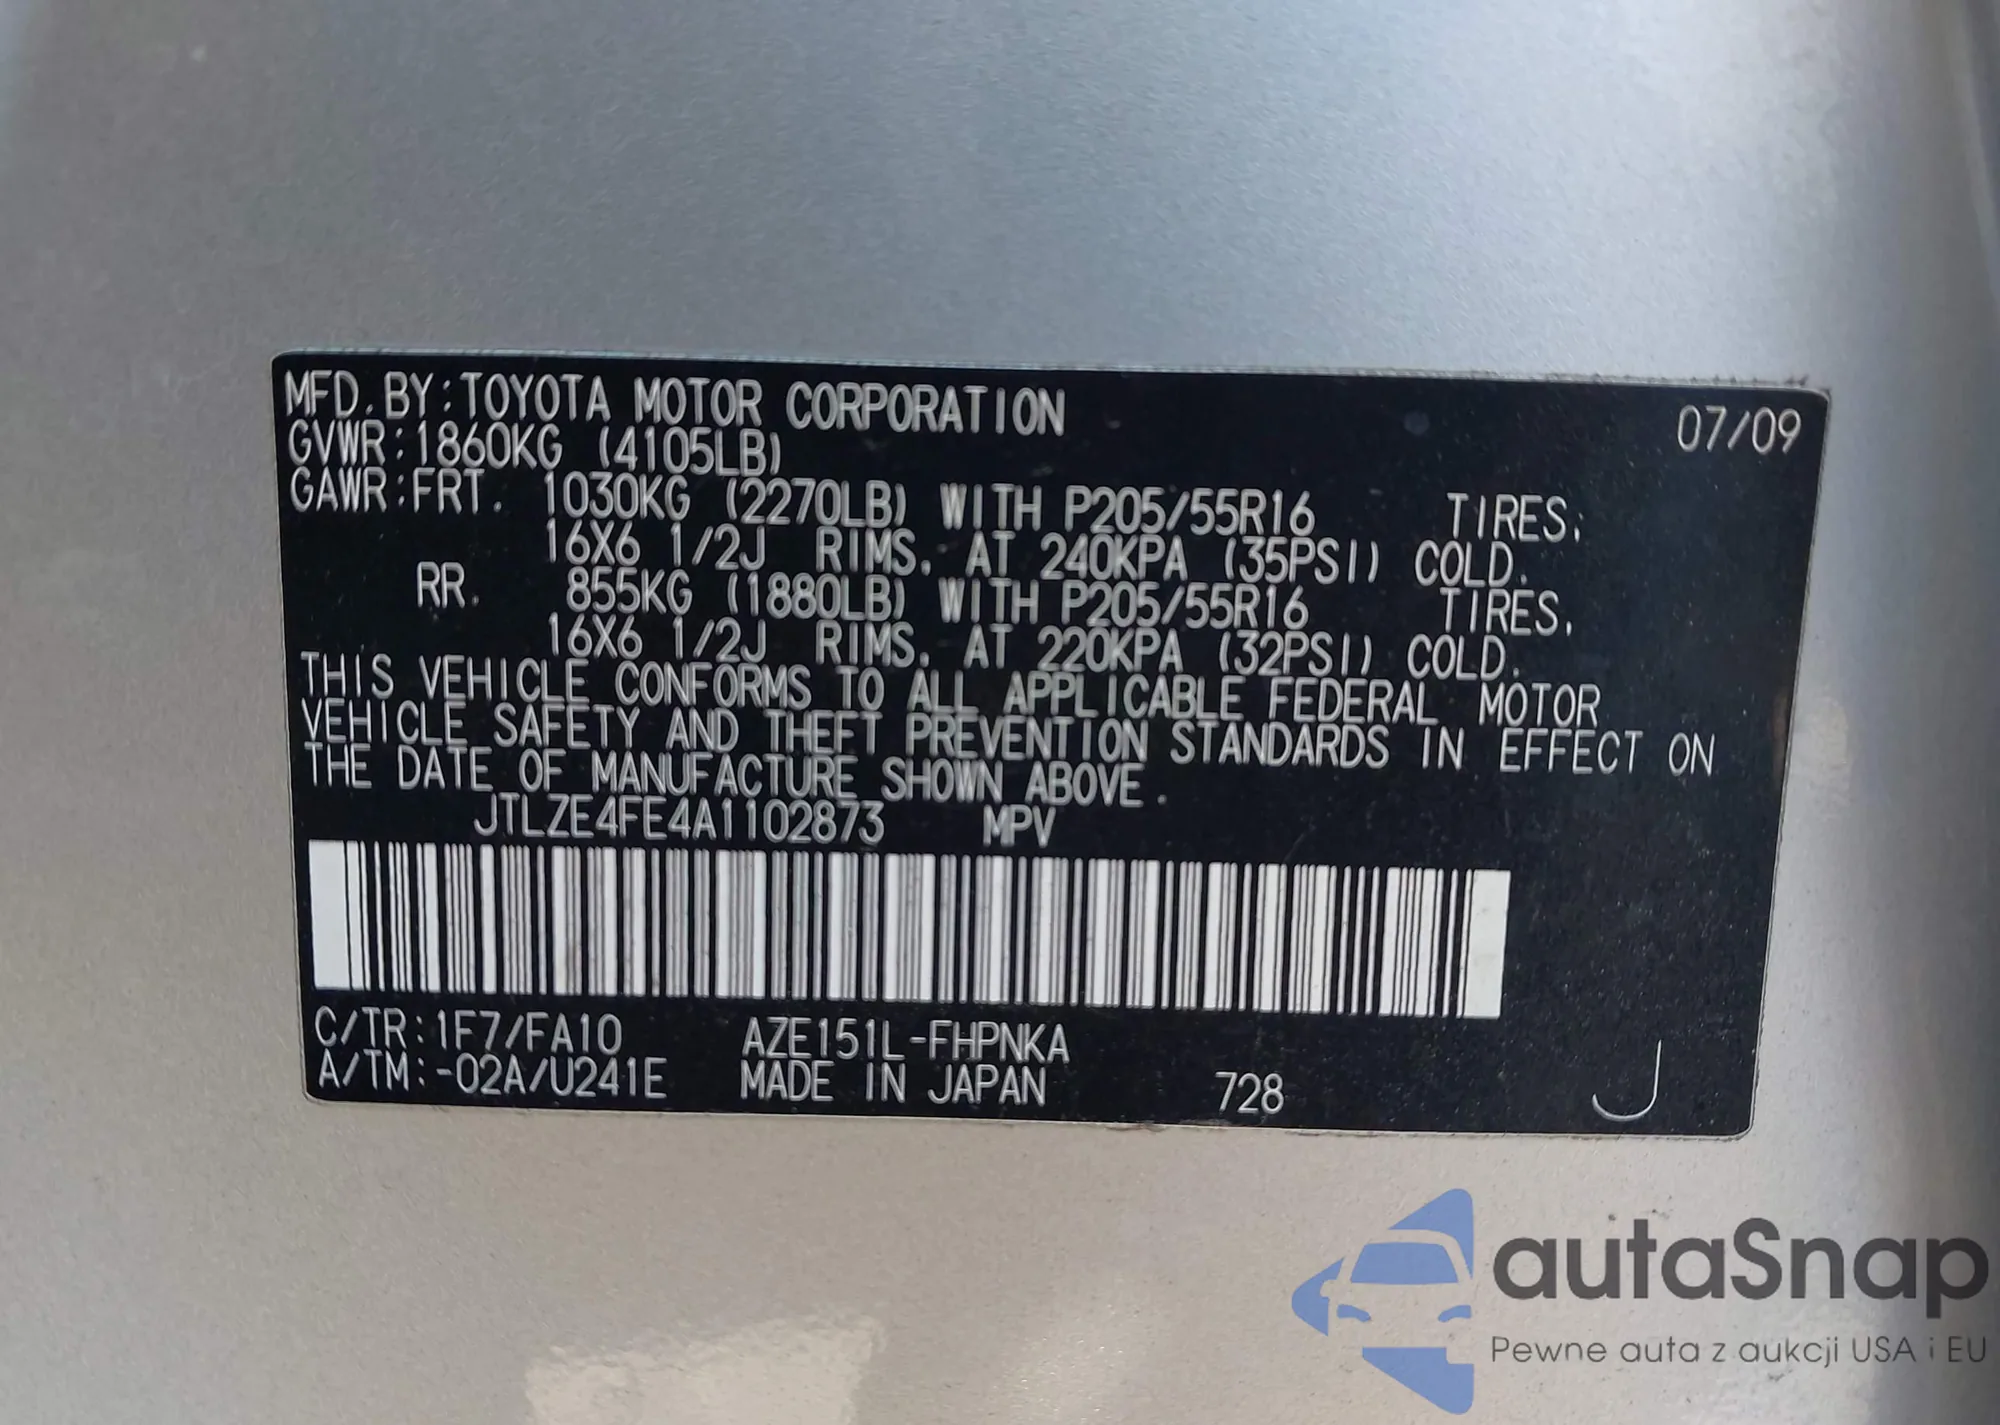 MFD. BY:TOYOTA MOTOR CORPORATION 07/09
GVWR:1860KG (4105LB)
GAWR:FRT. 1030KG (2270LB) WITH P205/55R16 TIRES,
16X6 1/2J RIMS. AT 240KPA (35PSI) COLD.
RR. 855KG (1880LB) WITH P205/55R16 TIRES,
16X6 1/2J RIMS. AT 220KPA (32PSI) COLD.
THIS VEHICLE CONFORMS TO ALL APPLICABLE FEDERAL MOTOR
VEHICLE SAFETY AND THEFT PREVENTION STANDARDS IN EFFECT ON
THE DATE OF MANUFACTURE SHOWN ABOVE.
JTLZE4FE4A1102873 MPV
C/TR:1F7/FA10 AZE151L-FHPNKA
A/TM:-02A/U241E MADE IN JAPAN 728 J
autaSnap
Pewne auta z aukcji USA i EU